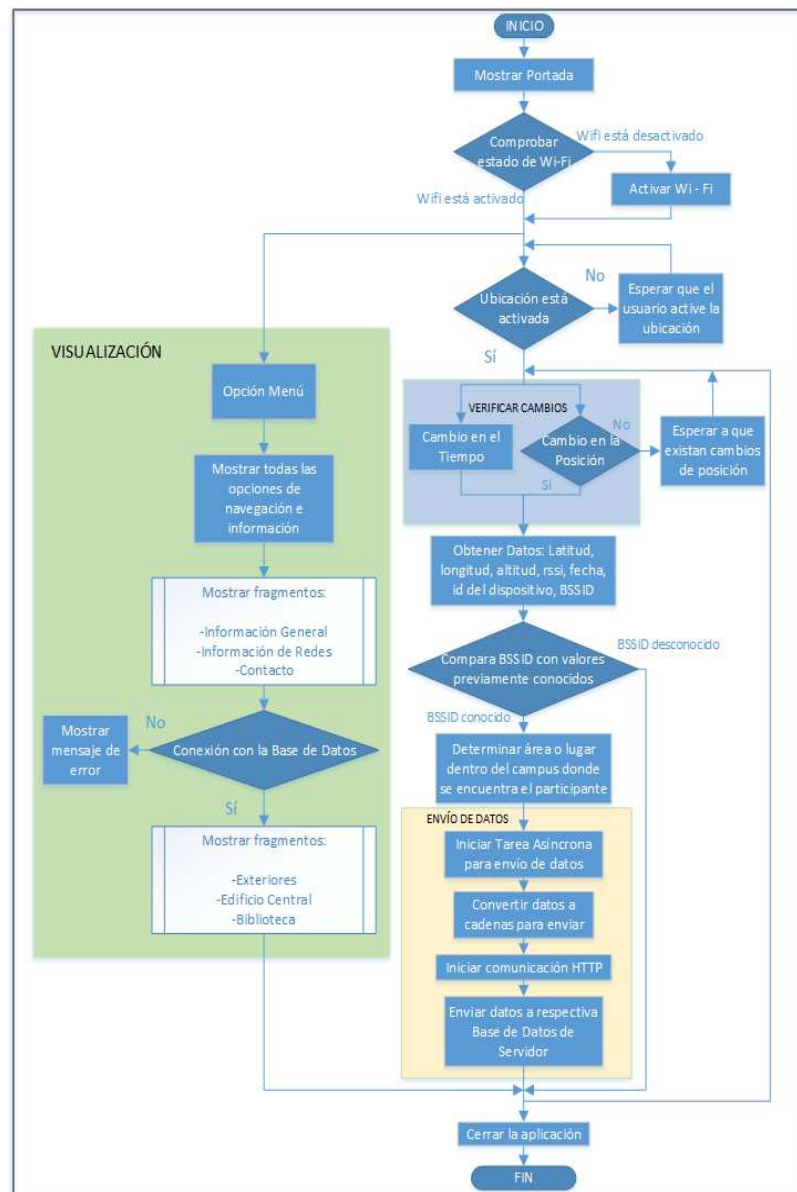 INICIO
Mostrar Portada
Comprobar
estado de Wi-Fi
Wifi está desactivado
Activar Wi - Fi
Wifi está activado
Ubicación está
activada
No
Esperar que el
usuario active la
ubicación
Sí
VISUALIZACIÓN
Opción Menú
Mostrar todas las
opciones de
navegación e
información
Mostrar fragmentos:
-Información General
-Información de Redes
-Contacto
Conexión con la Base de Datos
No
Mostrar
mensaje de
error
Sí
Mostrar fragmentos:
-Exteriores
-Edificio Central
-Biblioteca
VERIFICAR CAMBIOS
Cambio en el
Tiempo
Cambio en la
Posición
No
Esperar a que
existan cambios
de posición
Sí
Obtener Datos: Latitud,
longitud, altitud, rssi, fecha,
id del dispositivo, BSSID
Compara BSSID con valores
previamente conocidos
BSSID desconocido
BSSID conocido
Determinar área o lugar
dentro del campus donde
se encuentra el participante
ENVÍO DE DATOS
Iniciar Tarea Asíncrona
para envío de datos
Convertir datos a
cadenas para enviar
Iniciar comunicación HTTP
Enviar datos a respectiva
Base de Datos de
Servidor
Cerrar la aplicación
FIN